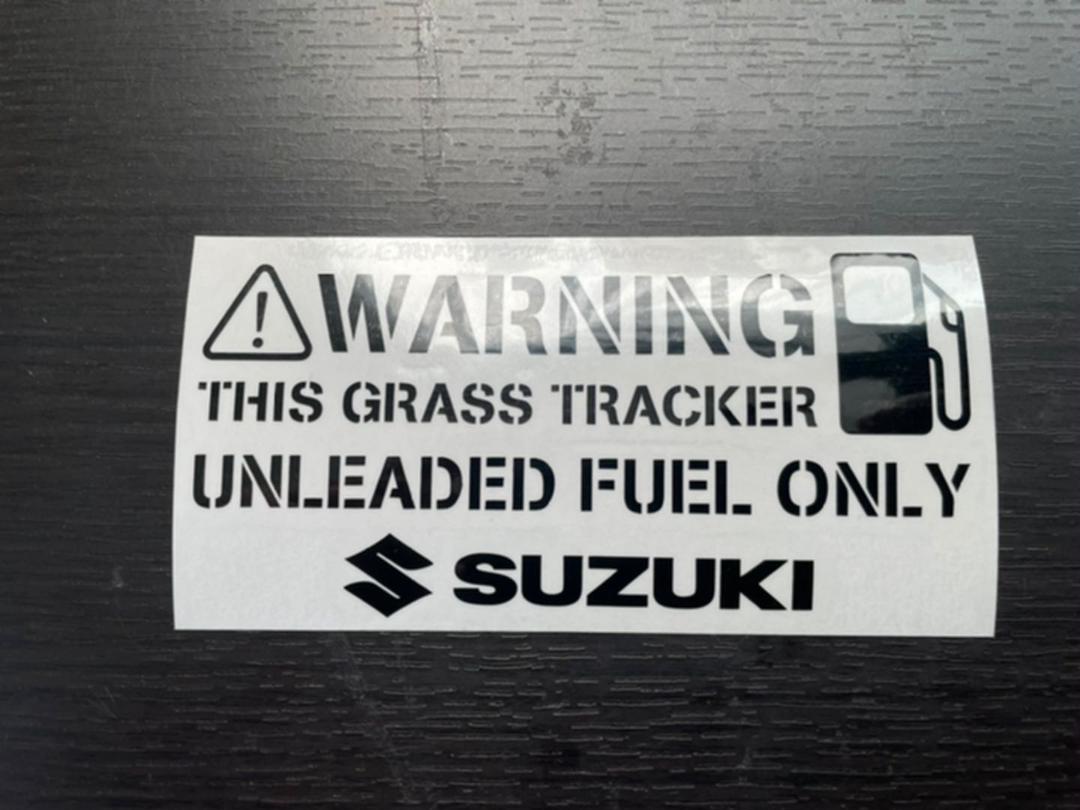 WARNING
THIS GRASS TRACKER
UNLEADED FUEL ONLY
SUZUKI